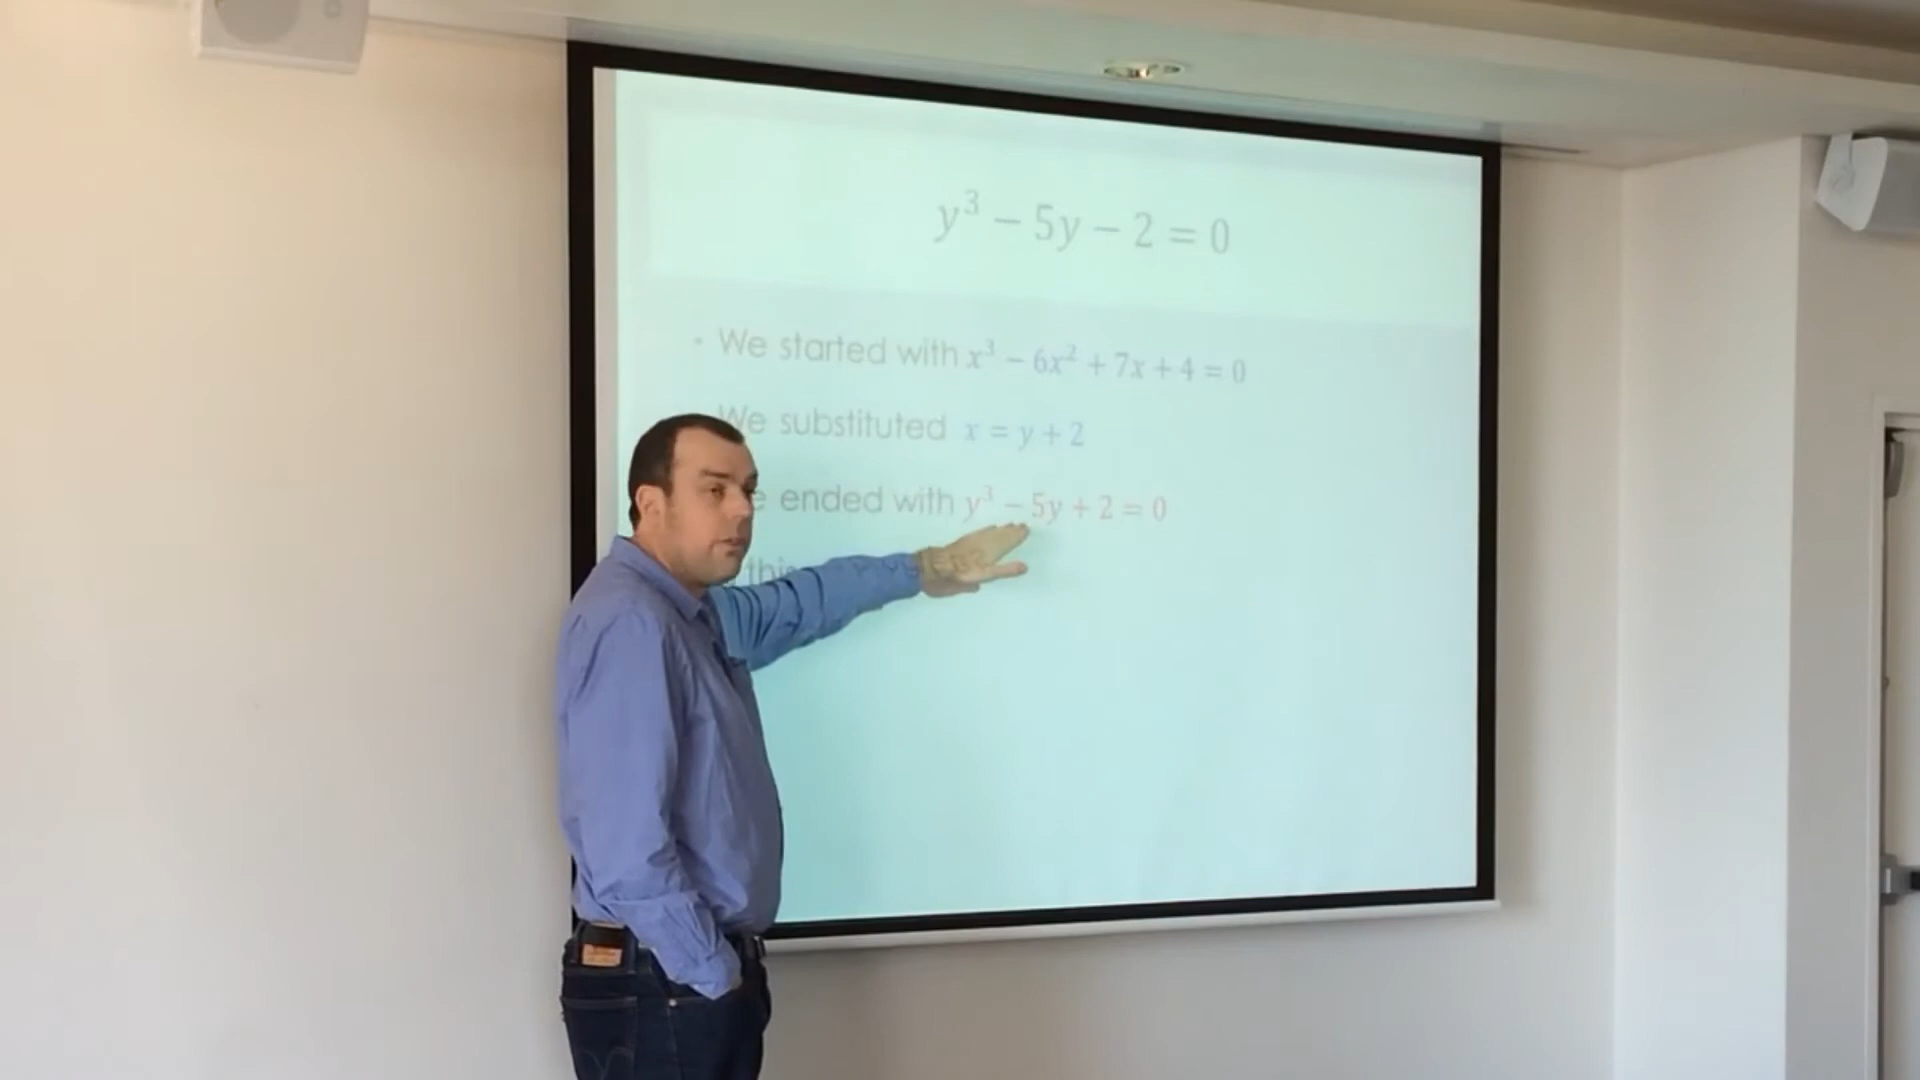 y³ − 5y − 2 = 0
• We started with x³ − 6x² + 7x + 4 = 0
We substituted x = y + 2
ended with y³ − 5y + 2 = 0
this